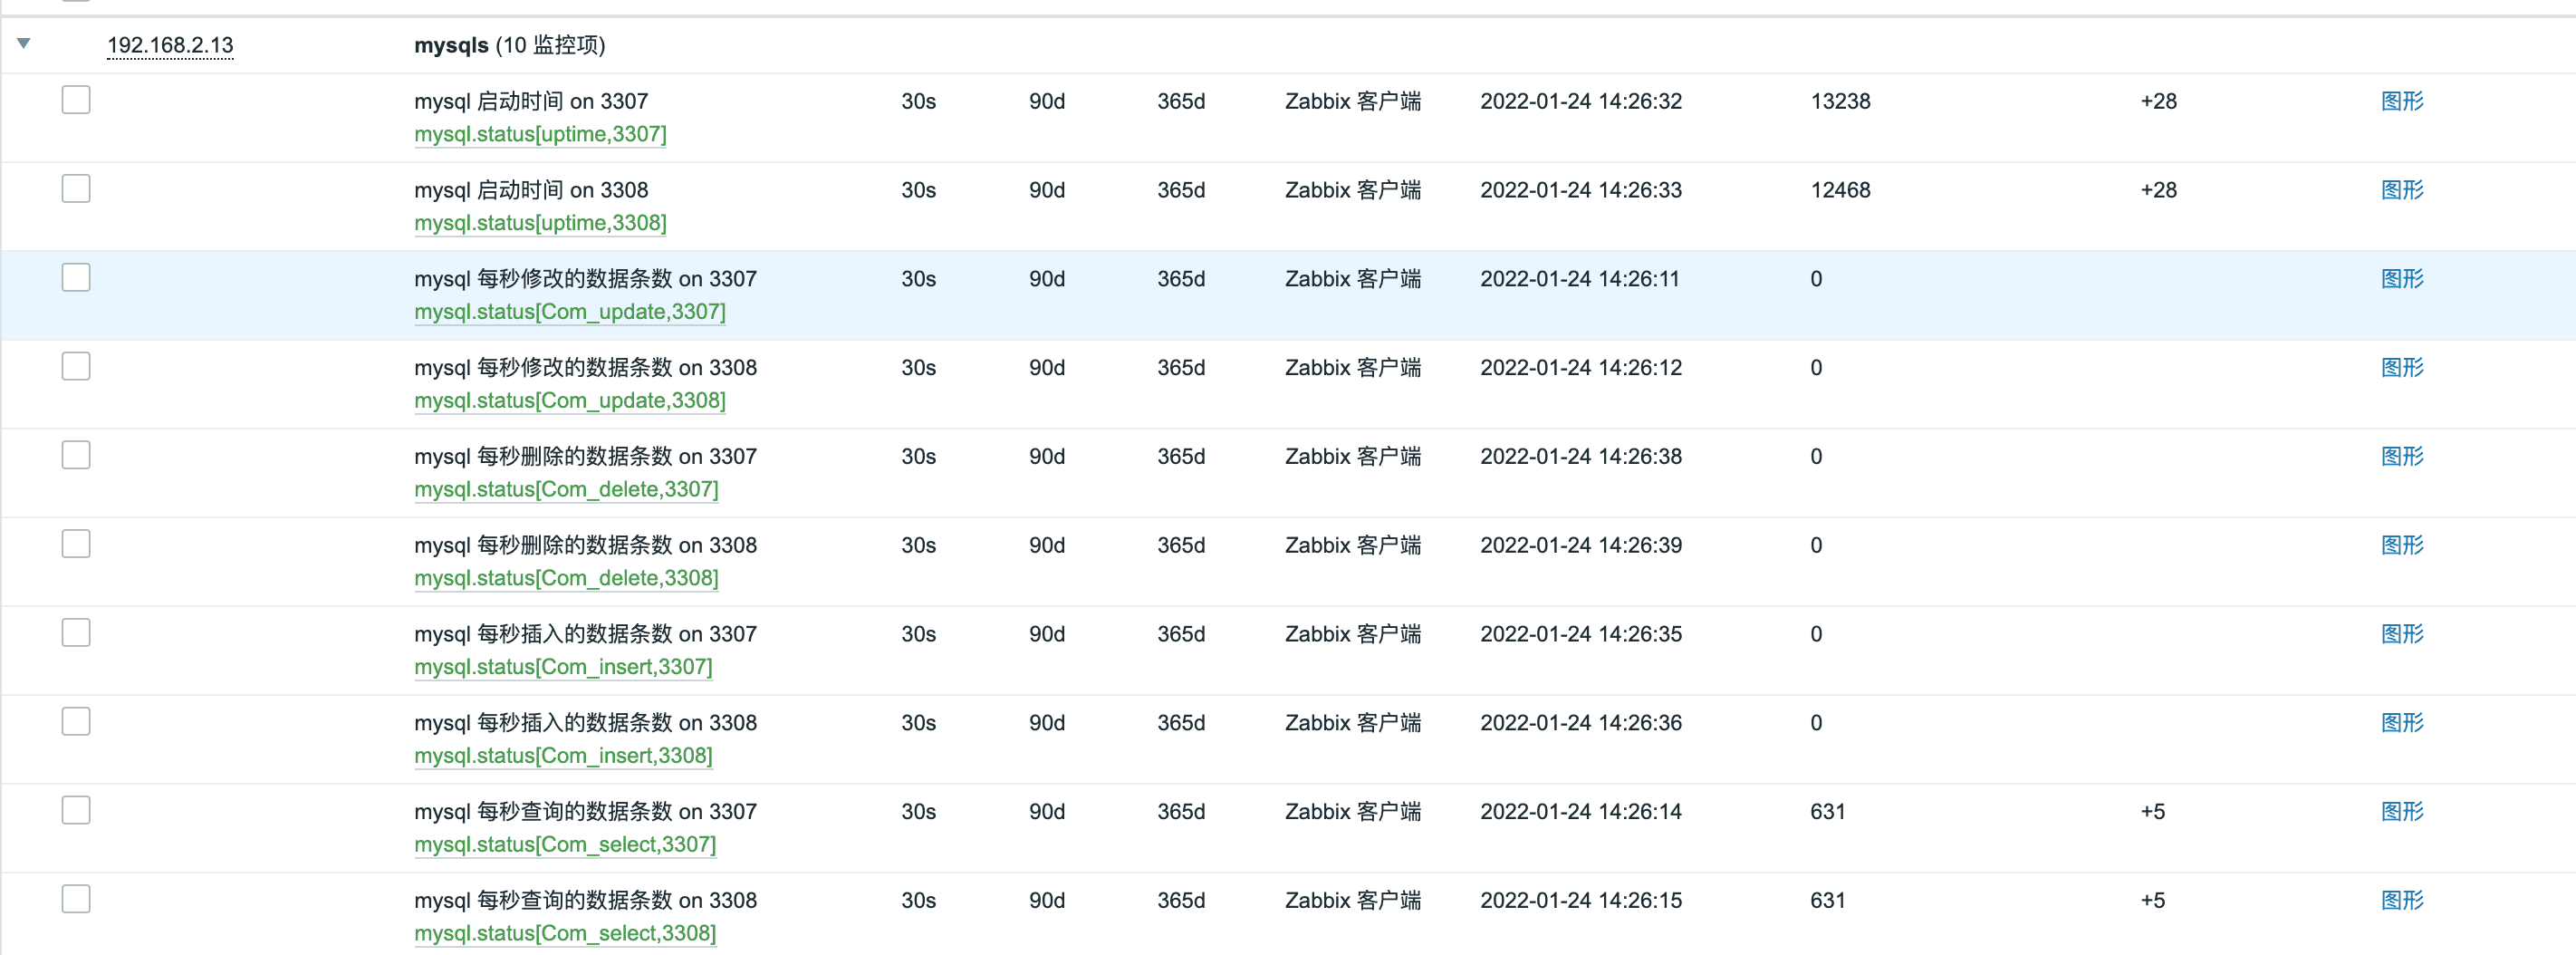 192.168.2.13 mysqls (10 监控项)
mysql 启动时间 on 3307 30s 90d 365d Zabbix 客户端 2022-01-24 14:26:32 13238 +28 图形
mysql.status[uptime,3307]
mysql 启动时间 on 3308 30s 90d 365d Zabbix 客户端 2022-01-24 14:26:33 12468 +28 图形
mysql.status[uptime,3308]
mysql 每秒修改的数据条数 on 3307 30s 90d 365d Zabbix 客户端 2022-01-24 14:26:11 0 图形
mysql.status[Com_update,3307]
mysql 每秒修改的数据条数 on 3308 30s 90d 365d Zabbix 客户端 2022-01-24 14:26:12 0 图形
mysql.status[Com_update,3308]
mysql 每秒删除的数据条数 on 3307 30s 90d 365d Zabbix 客户端 2022-01-24 14:26:38 0 图形
mysql.status[Com_delete,3307]
mysql 每秒删除的数据条数 on 3308 30s 90d 365d Zabbix 客户端 2022-01-24 14:26:39 0 图形
mysql.status[Com_delete,3308]
mysql 每秒插入的数据条数 on 3307 30s 90d 365d Zabbix 客户端 2022-01-24 14:26:35 0 图形
mysql.status[Com_insert,3307]
mysql 每秒插入的数据条数 on 3308 30s 90d 365d Zabbix 客户端 2022-01-24 14:26:36 0 图形
mysql.status[Com_insert,3308]
mysql 每秒查询的数据条数 on 3307 30s 90d 365d Zabbix 客户端 2022-01-24 14:26:14 631 +5 图形
mysql.status[Com_select,3307]
mysql 每秒查询的数据条数 on 3308 30s 90d 365d Zabbix 客户端 2022-01-24 14:26:15 631 +5 图形
mysql.status[Com_select,3308]